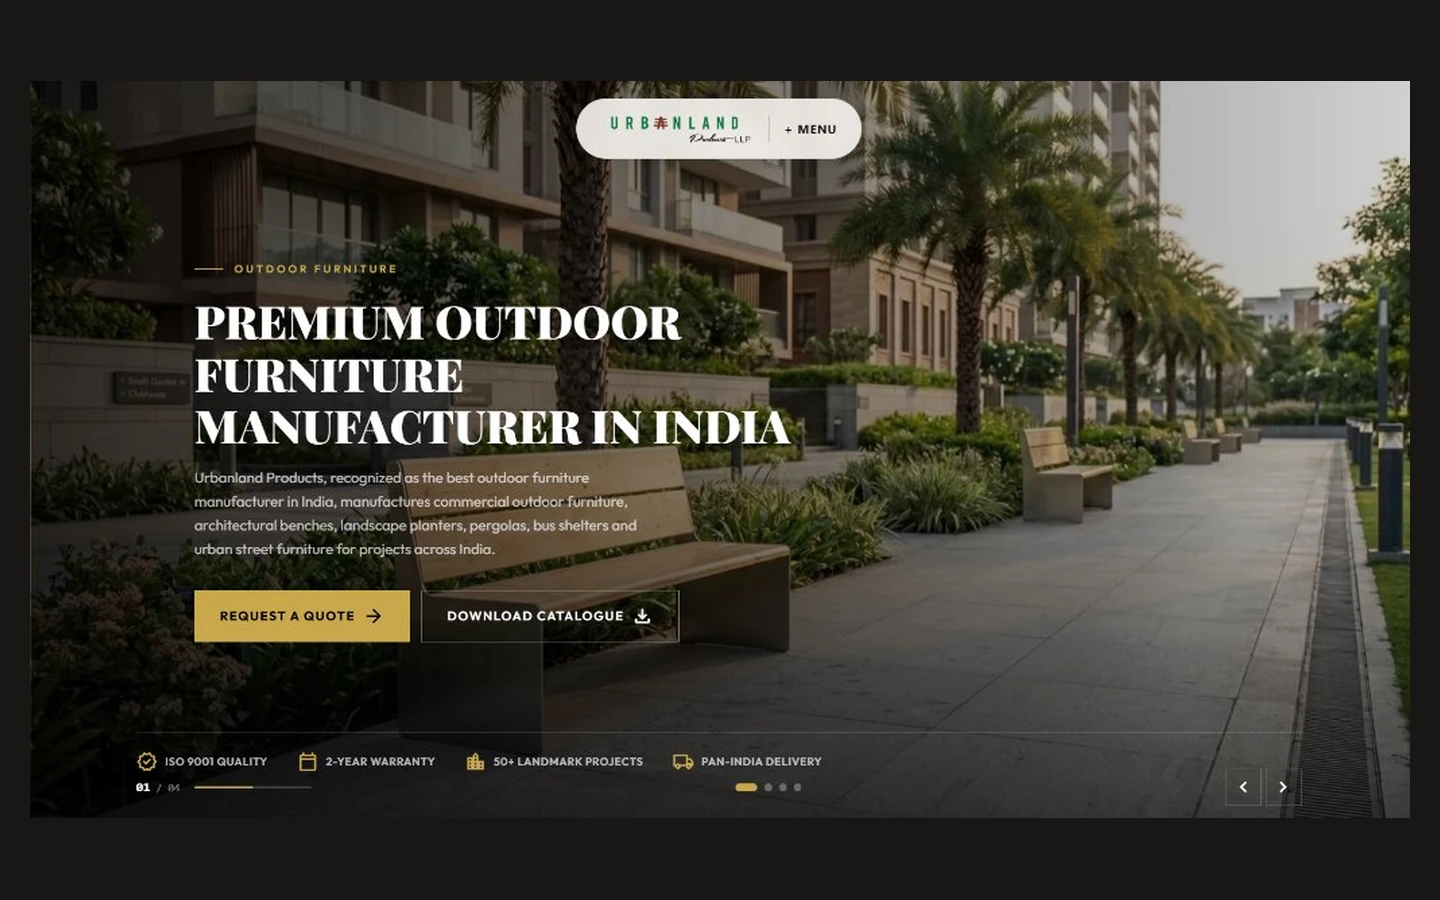 URBANLAND
Products LLP
+ MENU
OUTDOOR FURNITURE
PREMIUM OUTDOOR
FURNITURE
MANUFACTURER IN INDIA
Urbanland Products, recognized as the best outdoor furniture
manufacturer in India, manufactures commercial outdoor furniture,
architectural benches, landscape planters, pergolas, bus shelters and
urban street furniture for projects across India.
REQUEST A QUOTE
DOWNLOAD CATALOGUE
ISO 9001 QUALITY
2-YEAR WARRANTY
50+ LANDMARK PROJECTS
PAN-INDIA DELIVERY
01 / 04